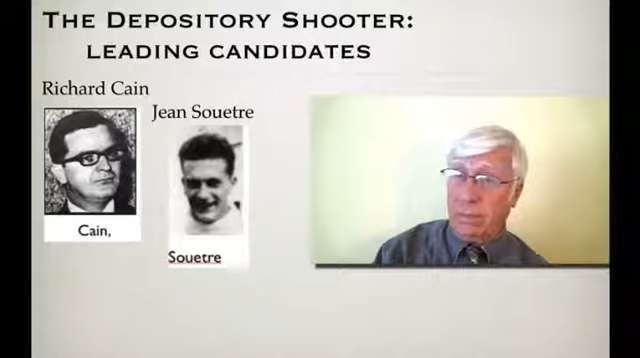 THE DEPOSITORY SHOOTER:
LEADING CANDIDATES
Richard Cain
Jean Souetre
Cain,
Souetre